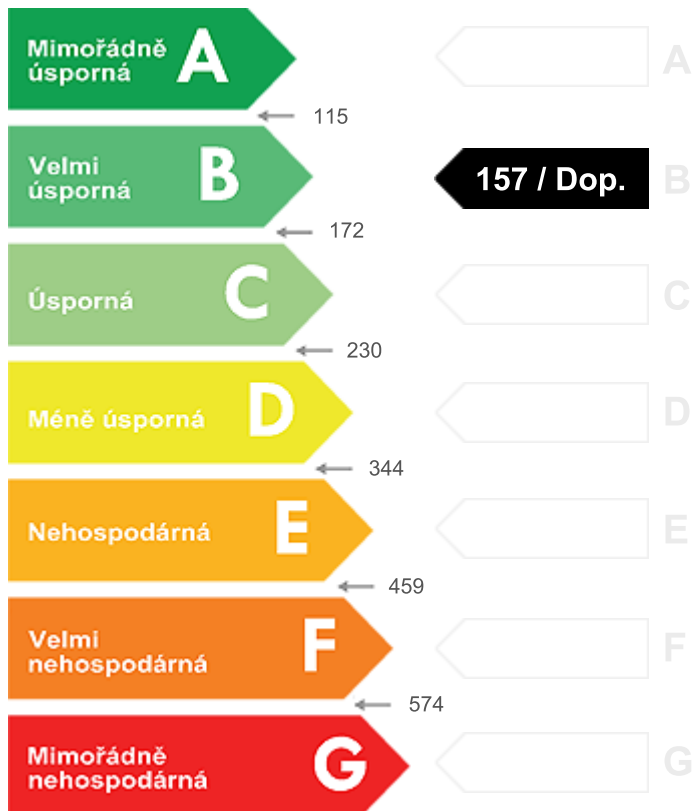 Mimořádně
úsporná
A
A
115
Velmi
úsporná
B
157 / Dop.
B
172
Úsporná
C
C
230
Méně úsporná
D
D
344
Nehospodárná
E
E
459
Velmi
nehospodárná
F
F
574
Mimořádně
nehospodárná
G
G